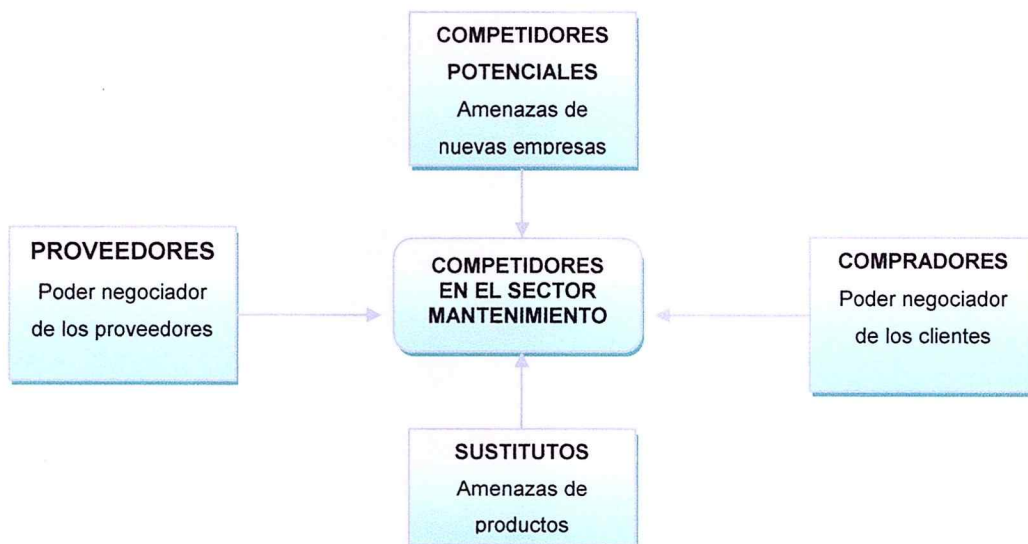 COMPETIDORES
POTENCIALES
Amenazas de
nuevas empresas
PROVEEDORES
Poder negociador
de los proveedores
COMPETIDORES
EN EL SECTOR
MANTENIMIENTO
COMPRADORES
Poder negociador
de los clientes
SUSTITUTOS
Amenazas de
productos